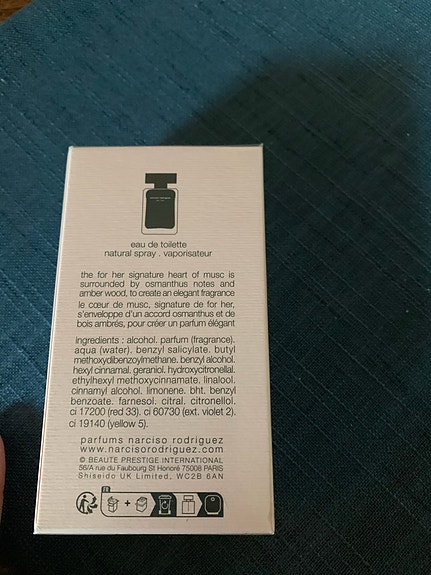 narciso rodriguez
for her
eau de toilette
natural spray . vaporisateur
the for her signature heart of musc is
surrounded by osmanthus notes and
amber wood, to create an elegant fragrance
le cœur de musc, signature de for her,
s'enveloppe d'un accord osmanthus et de
bois ambrés, pour créer un parfum élégant
ingredients : alcohol. parfum (fragrance).
aqua (water). benzyl salicylate. butyl
methoxydibenzoylmethane. benzyl alcohol.
hexyl cinnamal. geraniol. hydroxycitronellal.
ethylhexyl methoxycinnamate. linalool.
cinnamyl alcohol. limonene. bht. benzyl
benzoate. farnesol. citral. citronellol.
ci 17200 (red 33). ci 60730 (ext. violet 2).
ci 19140 (yellow 5).
parfums narciso rodriguez
www.narcisorodriguez.com
© BEAUTE PRESTIGE INTERNATIONAL
56/A rue du Faubourg St Honoré 75008 PARIS
Shiseido UK Limited, WC2B 6AN